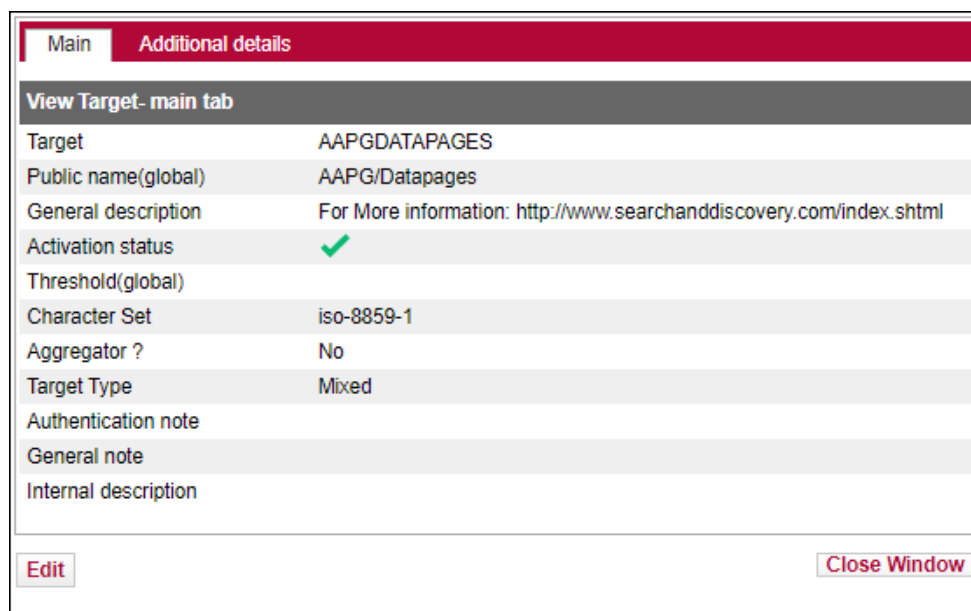 Main Additional details
View Target- main tab
Target AAPGDATAPAGES
Public name(global) AAPG/Datapages
General description For More information: http://www.searchanddiscovery.com/index.shtml
Activation status
Threshold(global)
Character Set iso-8859-1
Aggregator ? No
Target Type Mixed
Authentication note
General note
Internal description
Edit Close Window